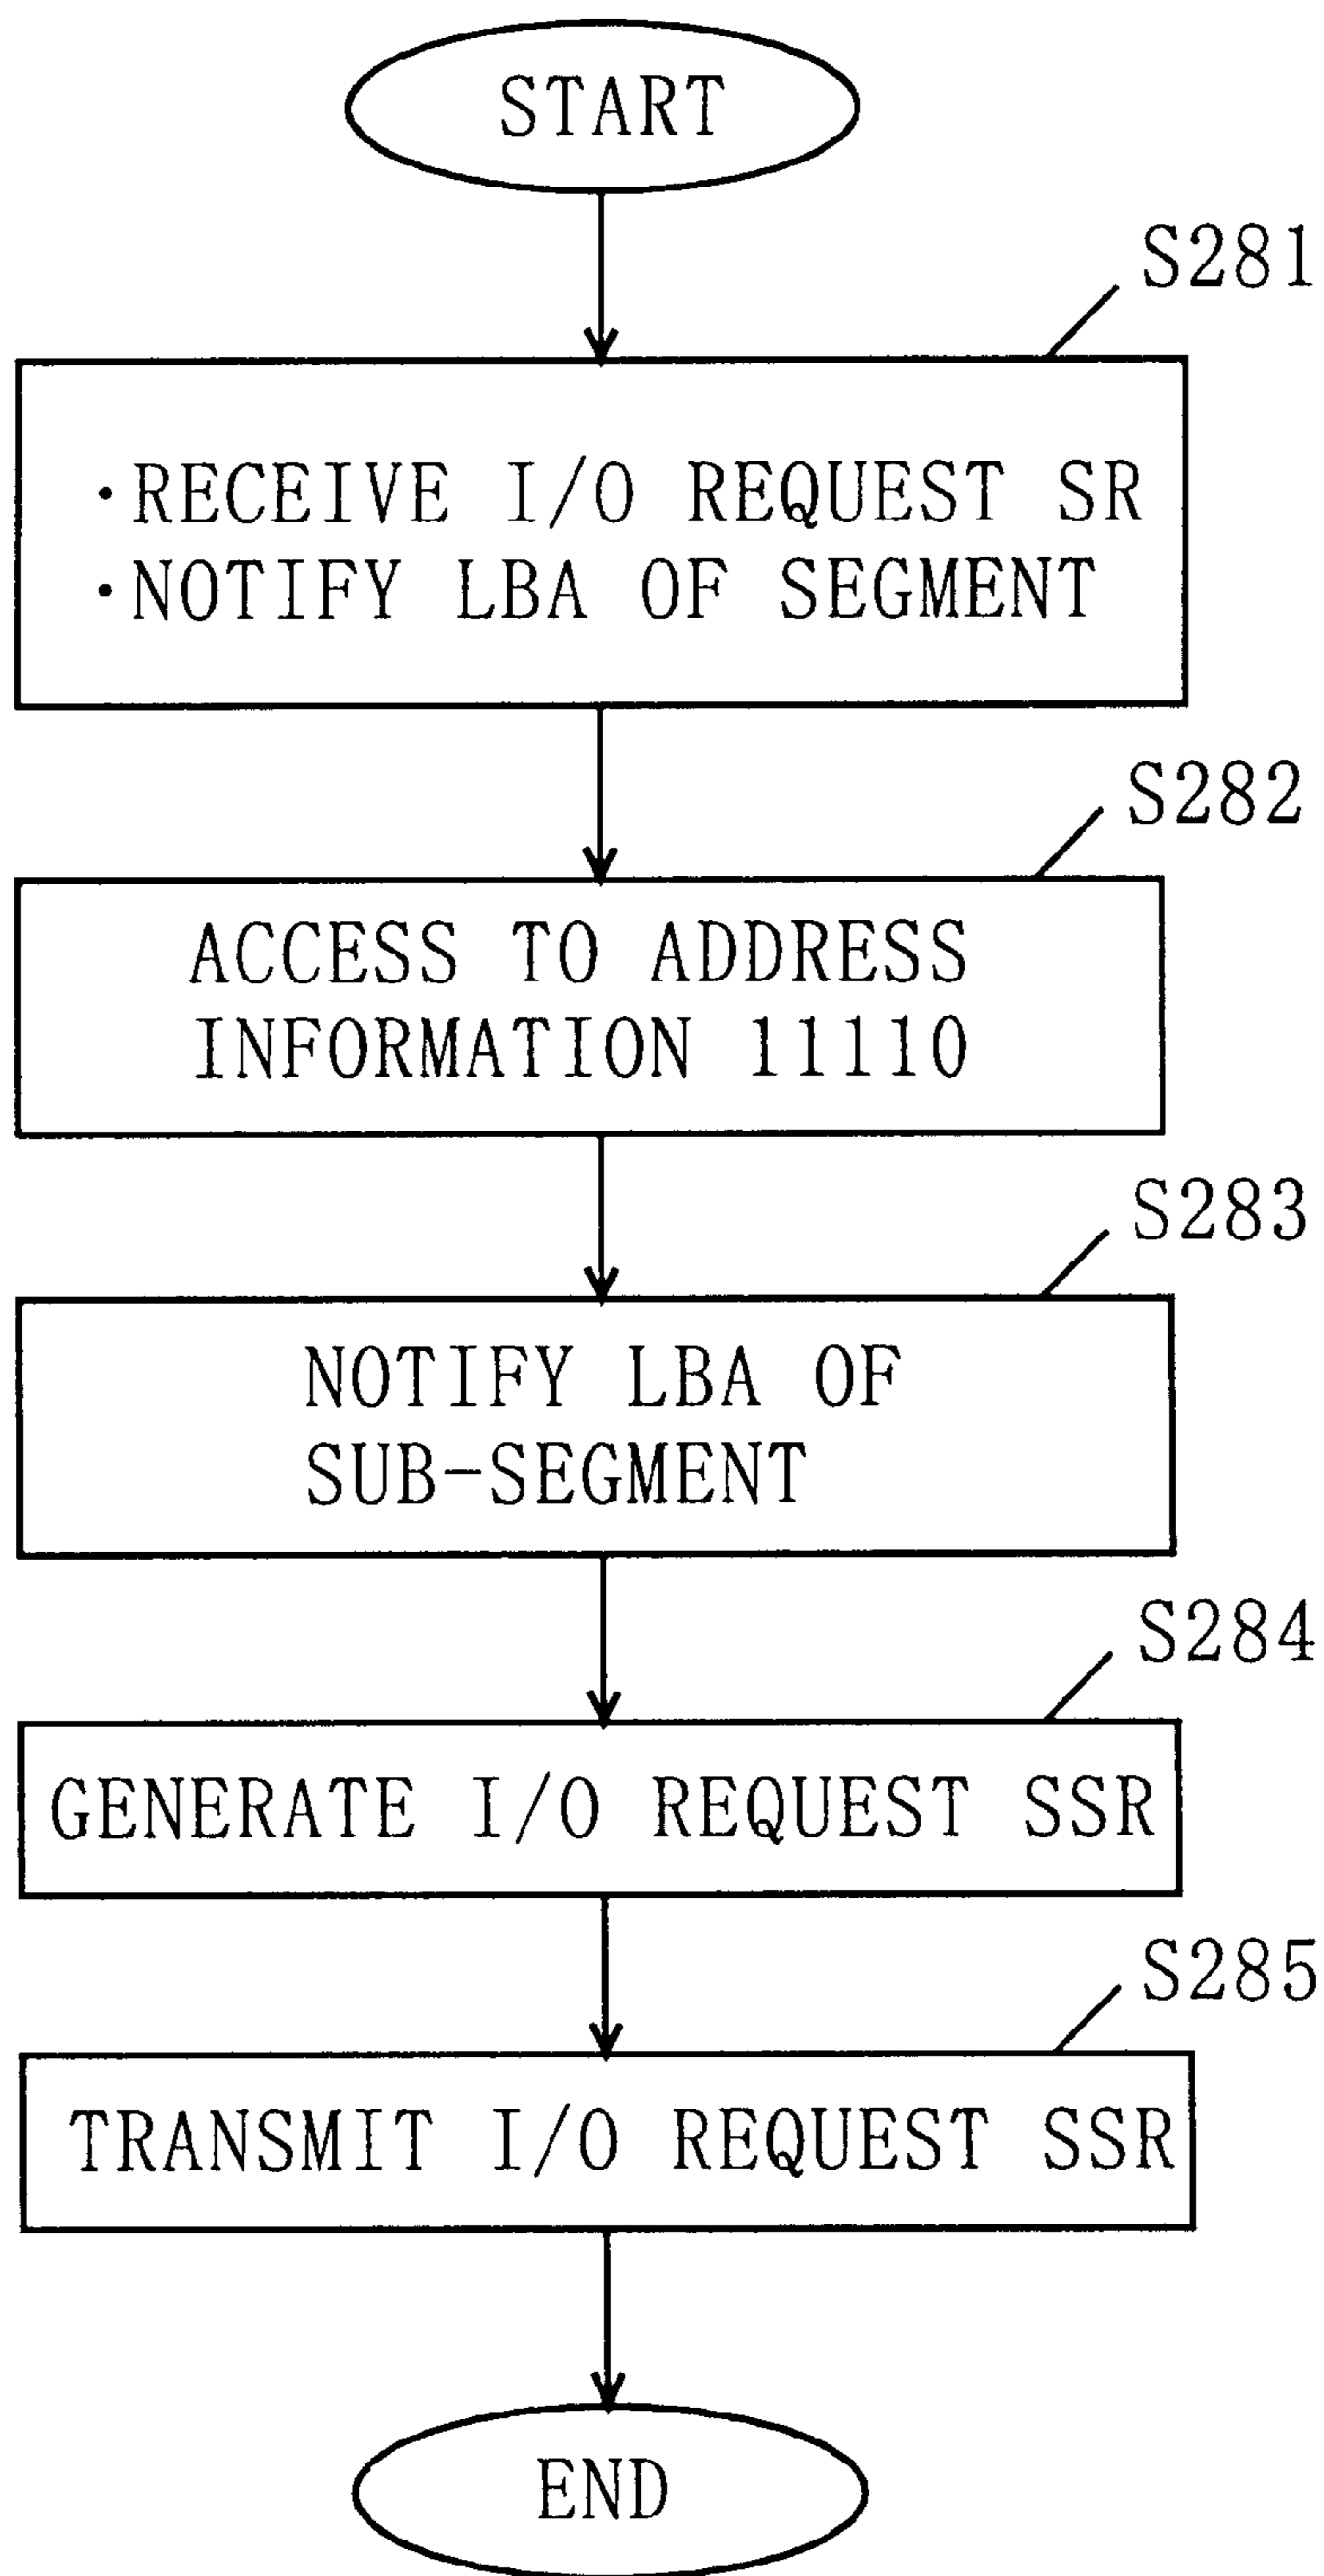 START
S281
・RECEIVE I/O REQUEST SR
・NOTIFY LBA OF SEGMENT
S282
ACCESS TO ADDRESS
INFORMATION 11110
S283
NOTIFY LBA OF
SUB-SEGMENT
S284
GENERATE I/O REQUEST SSR
S285
TRANSMIT I/O REQUEST SSR
END